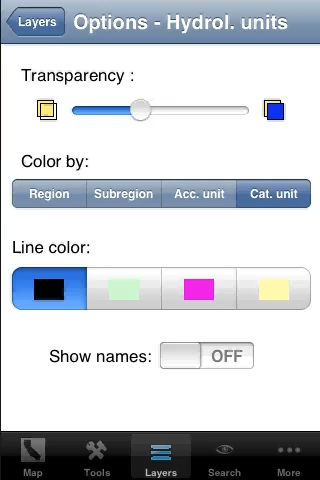 Layers
Options - Hydrol. units
Transparency :
Color by:
Region Subregion Acc. unit Cat. unit
Line color:
Show names: OFF
Map Tools Layers Search More